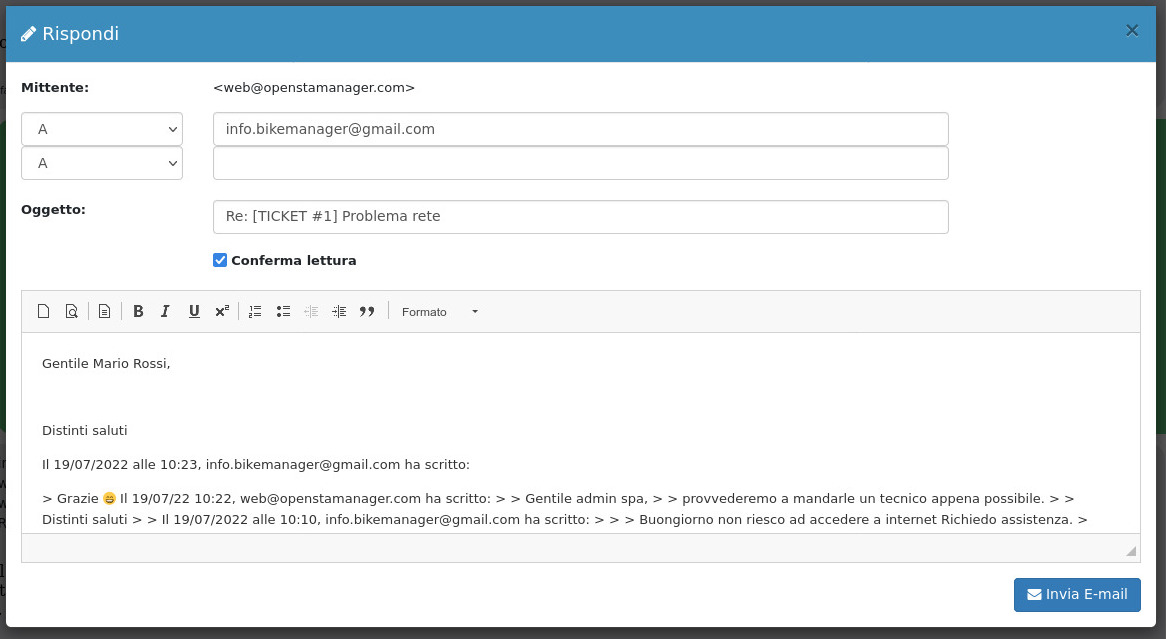 Rispondi ×
Mittente: <web@openstamanager.com>
A info.bikemanager@gmail.com
A
Oggetto: Re: [TICKET #1] Problema rete
Conferma lettura
B I U x² Formato
Gentile Mario Rossi,
Distinti saluti
Il 19/07/2022 alle 10:23, info.bikemanager@gmail.com ha scritto:
> Grazie 😄 Il 19/07/22 10:22, web@openstamanager.com ha scritto: > > Gentile admin spa, > > provvederemo a mandarle un tecnico appena possibile. > >
Distinti saluti > > Il 19/07/2022 alle 10:10, info.bikemanager@gmail.com ha scritto: > > > Buongiorno non riesco ad accedere a internet Richiedo assistenza. >
Invia E-mail